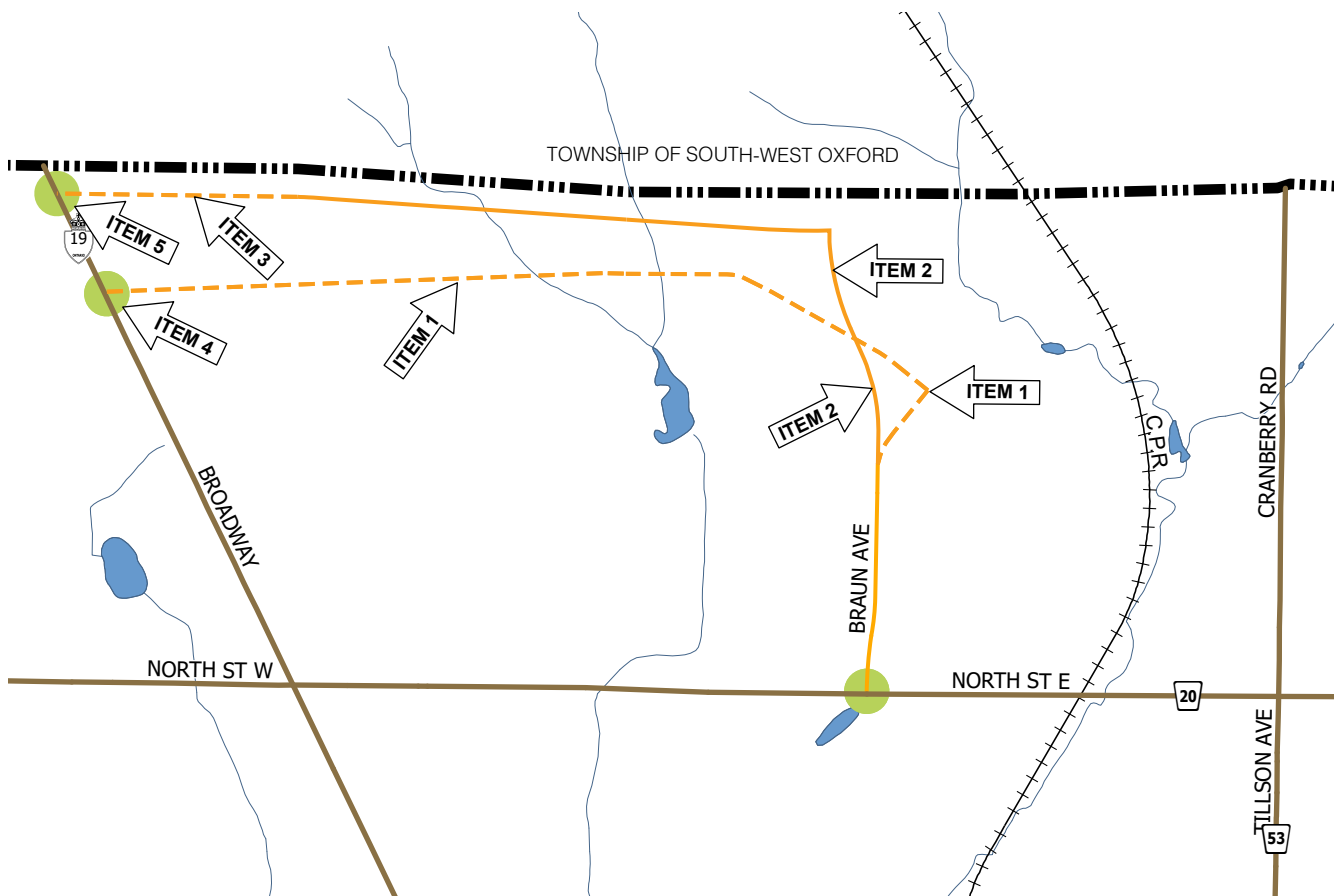 TOWNSHIP OF SOUTH-WEST OXFORD
19
ONTARIO
ITEM 5
ITEM 3
ITEM 2
ITEM 4
ITEM 1
ITEM 2
ITEM 1
C.P.R
CRANBERRY RD
BROADWAY
BRAUN AVE
NORTH ST W
NORTH ST E
20
TILLSON AVE
53